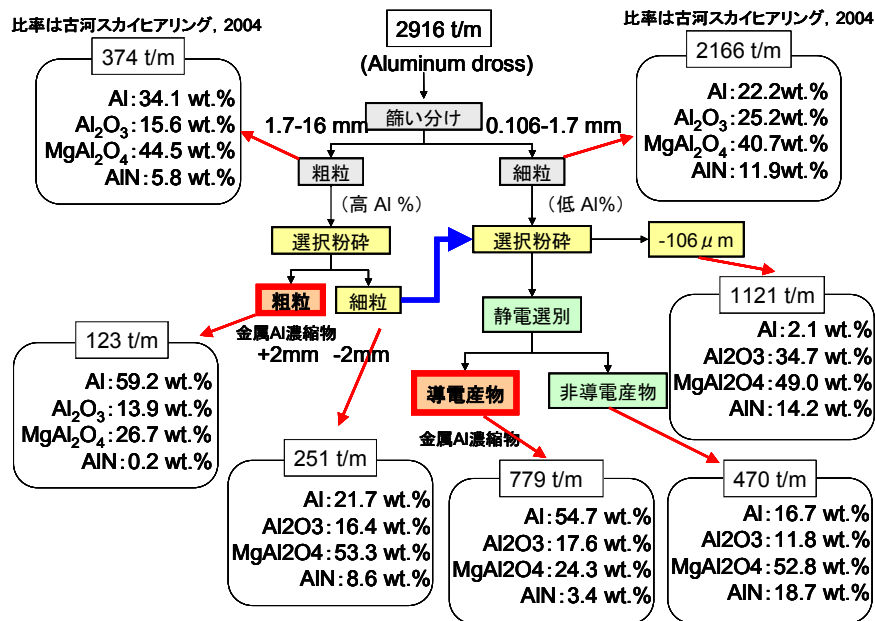 比率は古河スカイヒアリング, 2004
374 t/m
Al:34.1 wt.%
Al₂O₃:15.6 wt.%
MgAl₂O₄:44.5 wt.%
AlN:5.8 wt.%
2916 t/m
(Aluminum dross)
篩い分け
1.7-16 mm
0.106-1.7 mm
比率は古河スカイヒアリング, 2004
2166 t/m
Al:22.2wt.%
Al₂O₃:25.2wt.%
MgAl₂O₄:40.7wt.%
AlN:11.9wt.%
粗粒
細粒
(高 Al %)
(低 Al%)
選択粉砕
選択粉砕
-106μm
粗粒
細粒
金属Al濃縮物
+2mm
-2mm
静電選別
導電産物
非導電産物
金属Al濃縮物
123 t/m
Al:59.2 wt.%
Al₂O₃:13.9 wt.%
MgAl₂O₄:26.7 wt.%
AlN:0.2 wt.%
1121 t/m
Al:2.1 wt.%
Al2O3:34.7 wt.%
MgAl2O4:49.0 wt.%
AlN:14.2 wt.%
251 t/m
Al:21.7 wt.%
Al2O3:16.4 wt.%
MgAl2O4:53.3 wt.%
AlN:8.6 wt.%
779 t/m
Al:54.7 wt.%
Al2O3:17.6 wt.%
MgAl2O4:24.3 wt.%
AlN:3.4 wt.%
470 t/m
Al:16.7 wt.%
Al2O3:11.8 wt.%
MgAl2O4:52.8 wt.%
AlN:18.7 wt.%